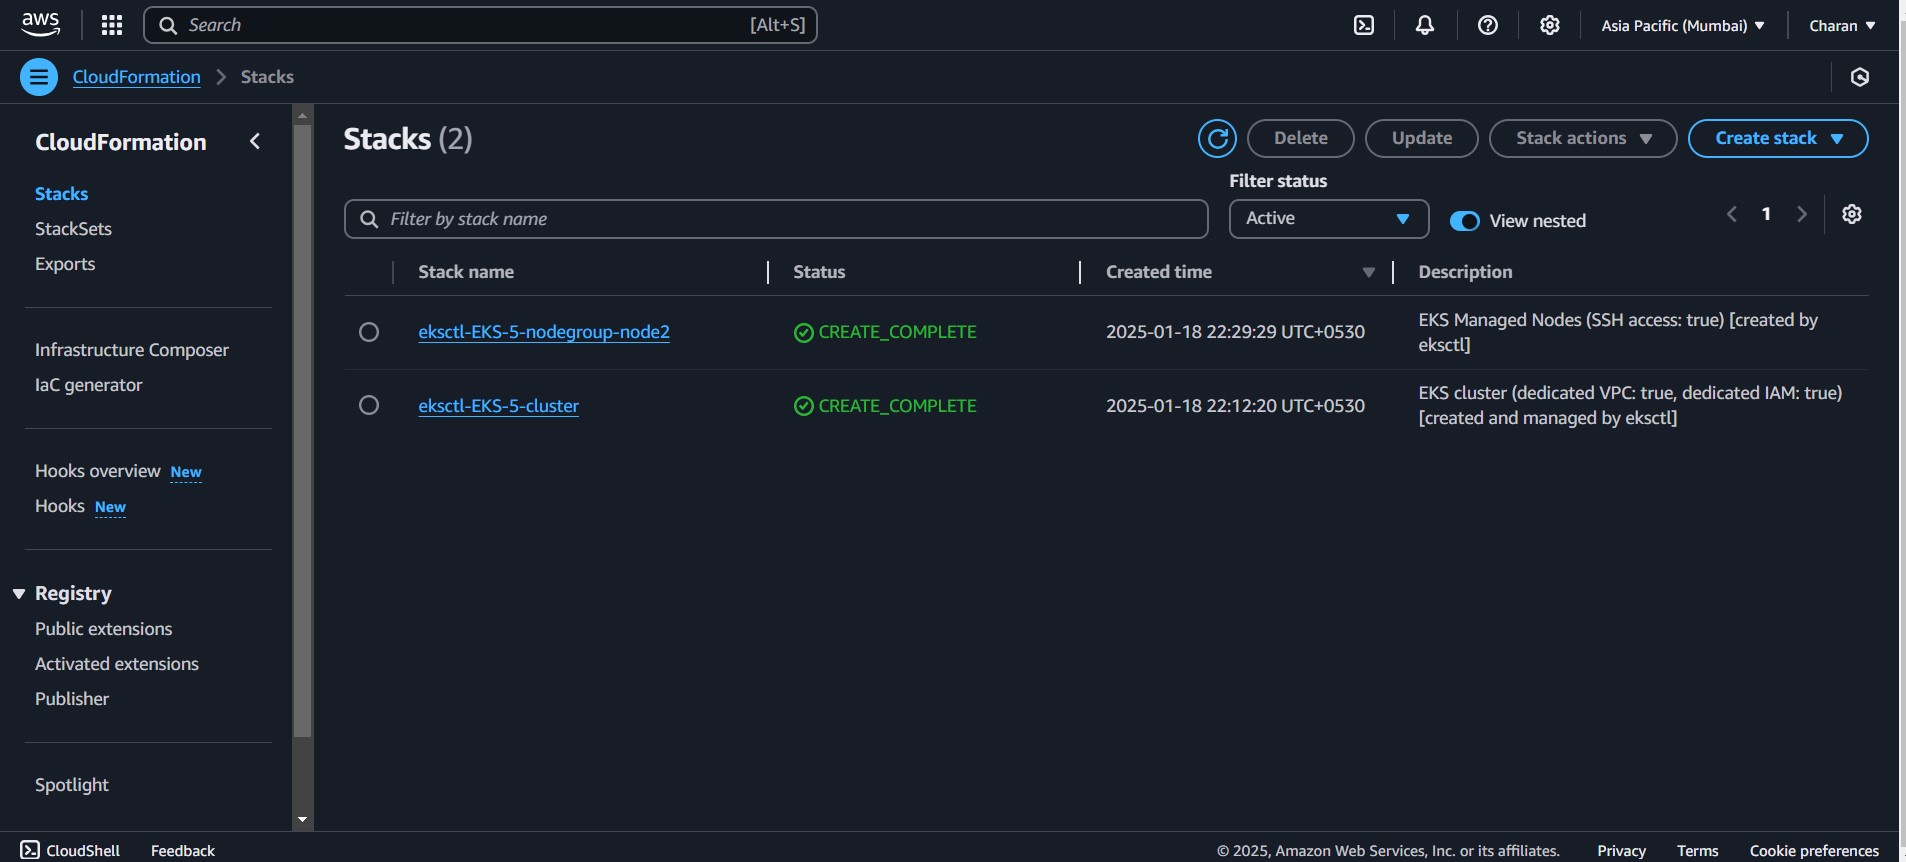 aws
Search [Alt+S]
Asia Pacific (Mumbai)
Charan
CloudFormation
Stacks
CloudFormation
Stacks
StackSets
Exports
Infrastructure Composer
IaC generator
Hooks overview New
Hooks New
Registry
Public extensions
Activated extensions
Publisher
Spotlight
Stacks (2)
Delete
Update
Stack actions
Create stack
Filter status
Filter by stack name
Active
View nested
1
Stack name Status Created time Description
eksctl-EKS-5-nodegroup-node2 CREATE_COMPLETE 2025-01-18 22:29:29 UTC+0530 EKS Managed Nodes (SSH access: true) [created by
eksctl]
eksctl-EKS-5-cluster CREATE_COMPLETE 2025-01-18 22:12:20 UTC+0530 EKS cluster (dedicated VPC: true, dedicated IAM: true)
[created and managed by eksctl]
CloudShell Feedback © 2025, Amazon Web Services, Inc. or its affiliates. Privacy Terms Cookie preferences